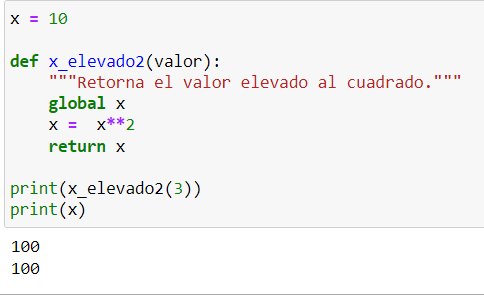 x = 10
def x_elevado2(valor):
    """Retorna el valor elevado al cuadrado."""
    global x
    x =  x**2
    return x
print(x_elevado2(3))
print(x)
100
100